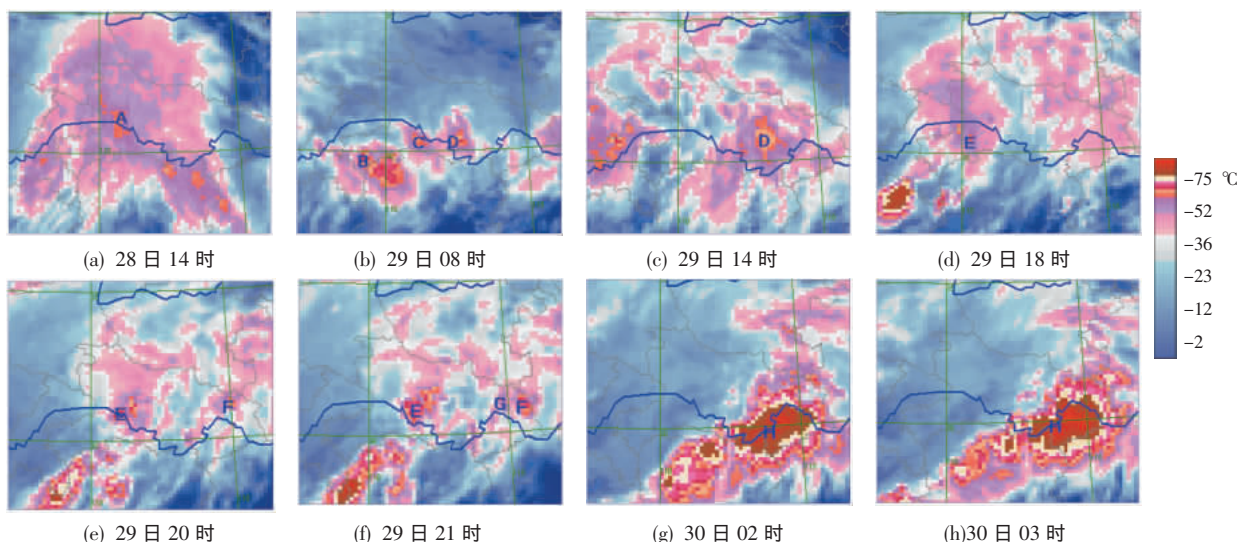 A
B
C
D
D
E
(a) 28 日 14 时
(b) 29 日 08 时
(c) 29 日 14 时
(d) 29 日 18 时
℃
-75
-52
-36
-23
-12
-2
E
F
E
G
F
H
H
(e) 29 日 20 时
(f) 29 日 21 时
(g) 30 日 02 时
(h)30 日 03 时